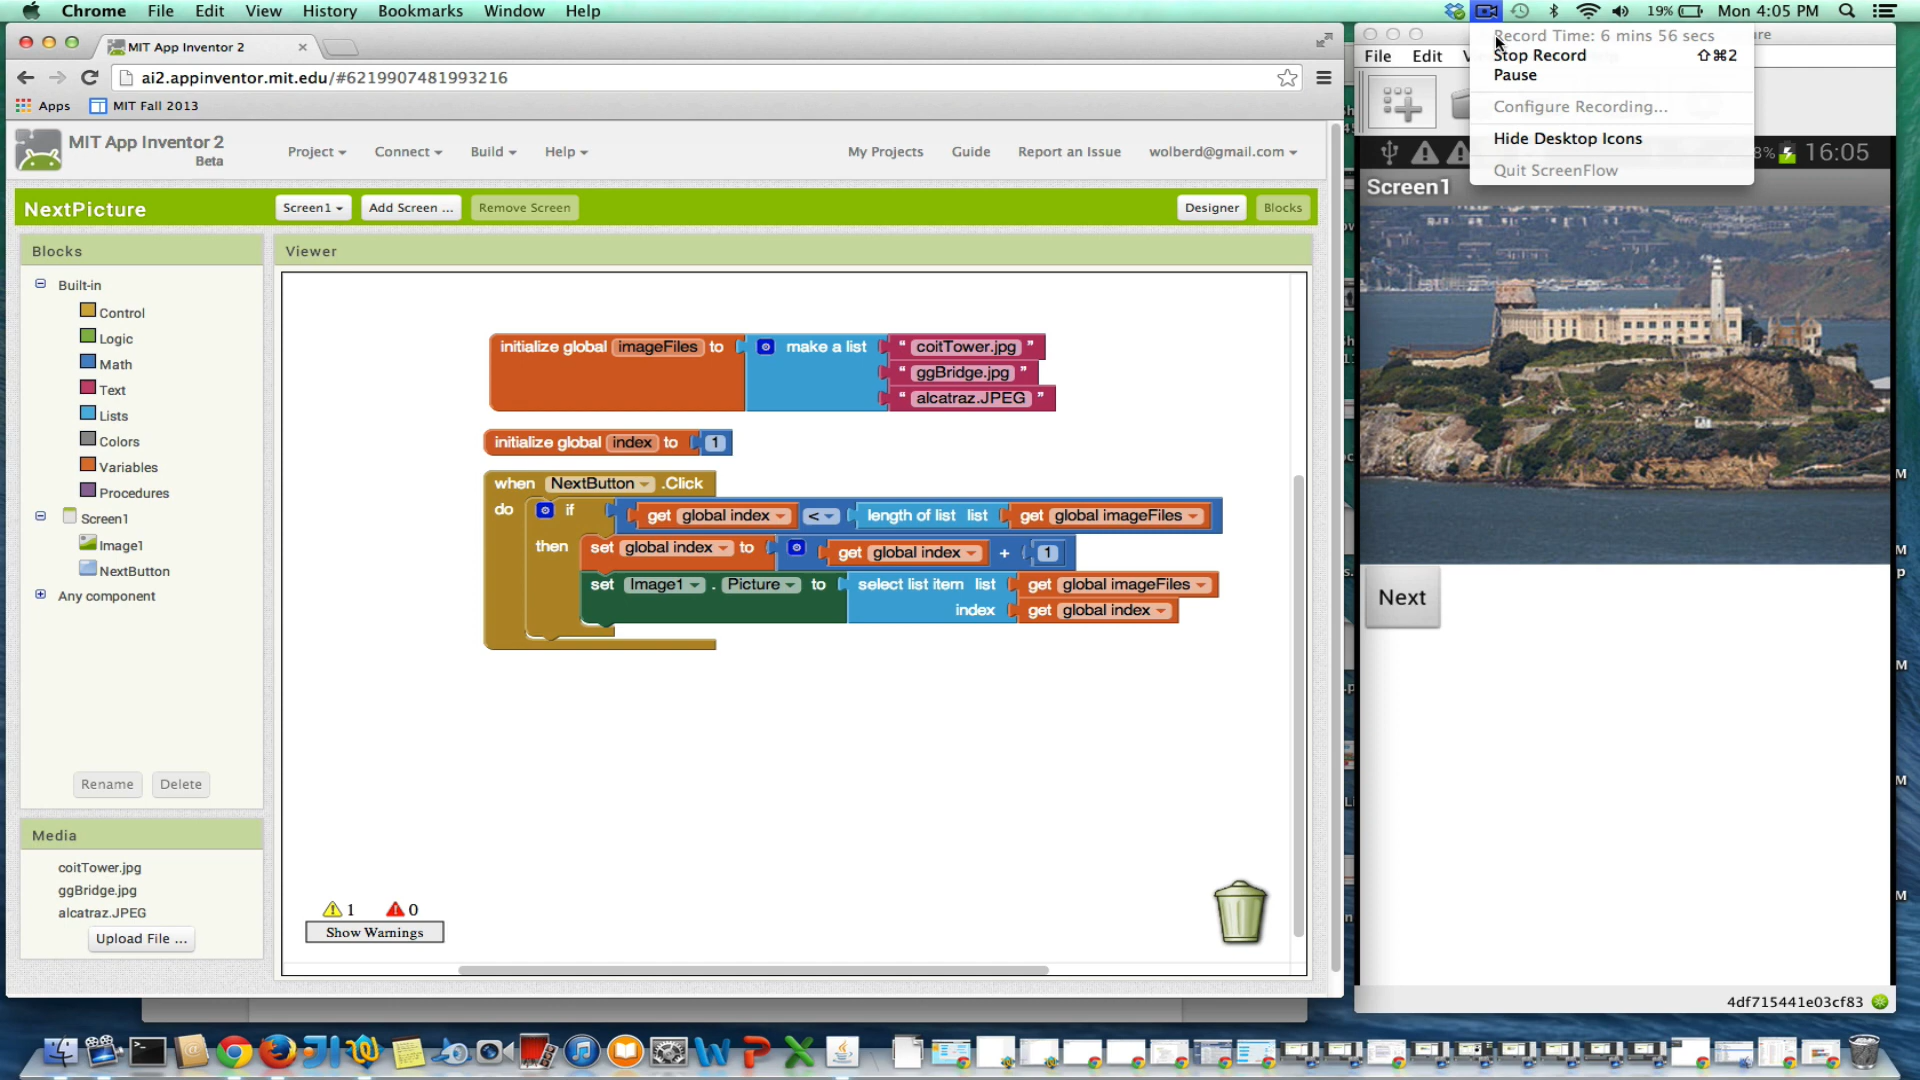 Chrome File Edit View History Bookmarks Window Help
19% Mon 4:05 PM
MIT App Inventor 2
ai2.appinventor.mit.edu/#6219907481993216
Apps MIT Fall 2013
MIT App Inventor 2
Beta
Project Connect Build Help
My Projects Guide Report an Issue wolberd@gmail.com
NextPicture
Screen1 Add Screen ... Remove Screen
Designer Blocks
Blocks
Built-in
Control
Logic
Math
Text
Lists
Colors
Variables
Procedures
Screen1
Image1
NextButton
Any component
Rename Delete
Media
coitTower.jpg
ggBridge.jpg
alcatraz.JPEG
Upload File ...
Viewer
initialize global imageFiles to make a list " coitTower.jpg "
" ggBridge.jpg "
" alcatraz.JPEG "
initialize global index to 1
when NextButton .Click
do if get global index < length of list list get global imageFiles
then set global index to get global index + 1
set Image1 . Picture to select list item list get global imageFiles
index get global index
1 0
Show Warnings
File Edit
Record Time: 6 mins 56 secs
Stop Record ⇧⌘2
Pause
Configure Recording...
Hide Desktop Icons
Quit ScreenFlow
8% 16:05
Screen1
Next
4df715441e03cf83